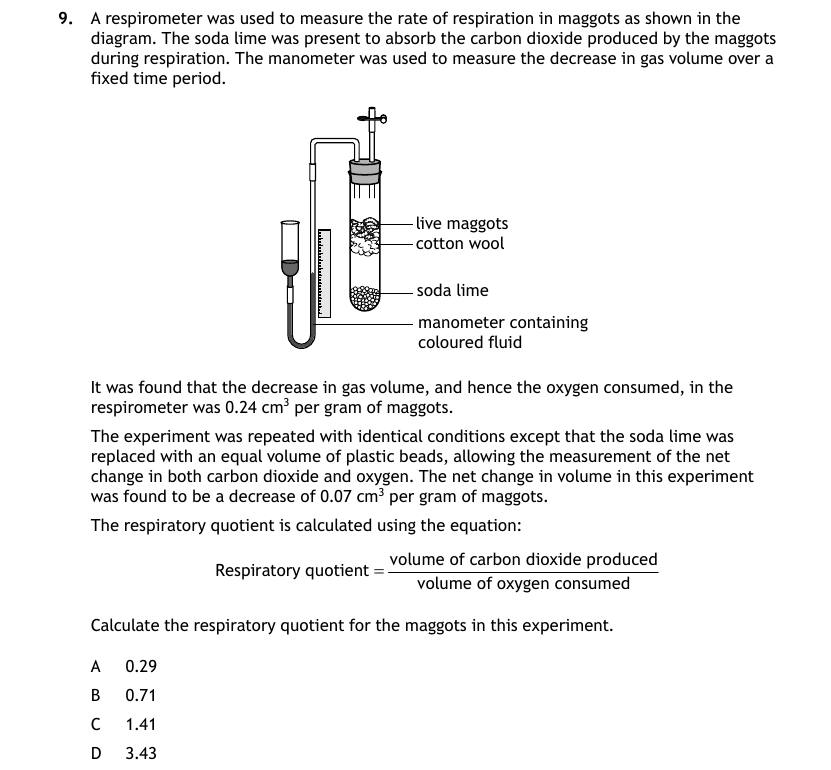 9. A respirometer was used to measure the rate of respiration in maggots as shown in the
diagram. The soda lime was present to absorb the carbon dioxide produced by the maggots
during respiration. The manometer was used to measure the decrease in gas volume over a
fixed time period.
live maggots
cotton wool
soda lime
manometer containing
coloured fluid
It was found that the decrease in gas volume, and hence the oxygen consumed, in the
respirometer was 0.24 cm³ per gram of maggots.
The experiment was repeated with identical conditions except that the soda lime was
replaced with an equal volume of plastic beads, allowing the measurement of the net
change in both carbon dioxide and oxygen. The net change in volume in this experiment
was found to be a decrease of 0.07 cm³ per gram of maggots.
The respiratory quotient is calculated using the equation:
volume of carbon dioxide produced
Respiratory quotient =
volume of oxygen consumed
Calculate the respiratory quotient for the maggots in this experiment.
A 0.29
B 0.71
C 1.41
D 3.43